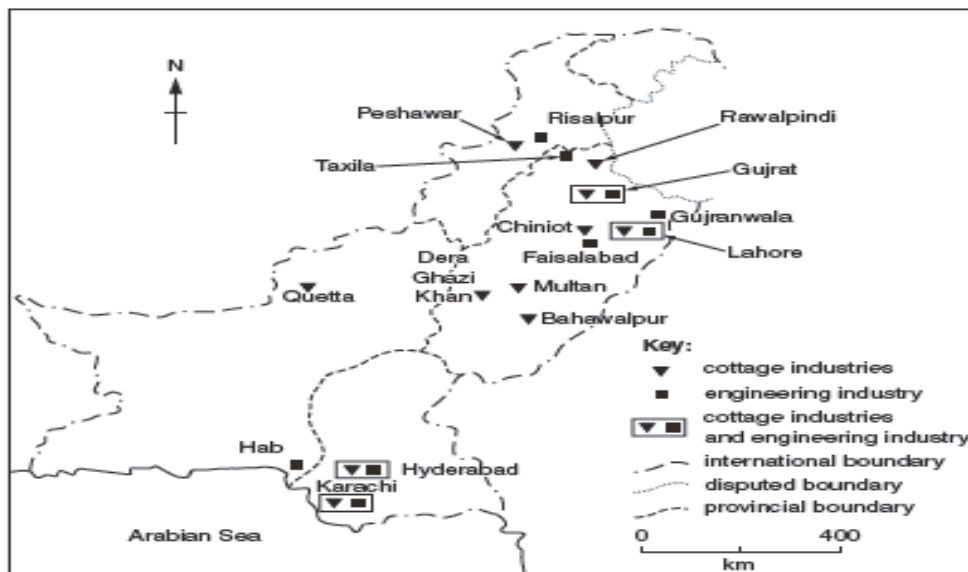 N
Peshawar
Risalpur
Rawalpindi
Taxila
Gujrat
Gujranwala
Chiniot
Lahore
Dera
Ghazi
Khan
Faisalabad
Quetta
Multan
Bahawalpur
Key:
cottage industries
engineering industry
cottage industries
and engineering industry
international boundary
disputed boundary
provincial boundary
Hab
Hyderabad
Karachi
Arabian Sea
0 400
km